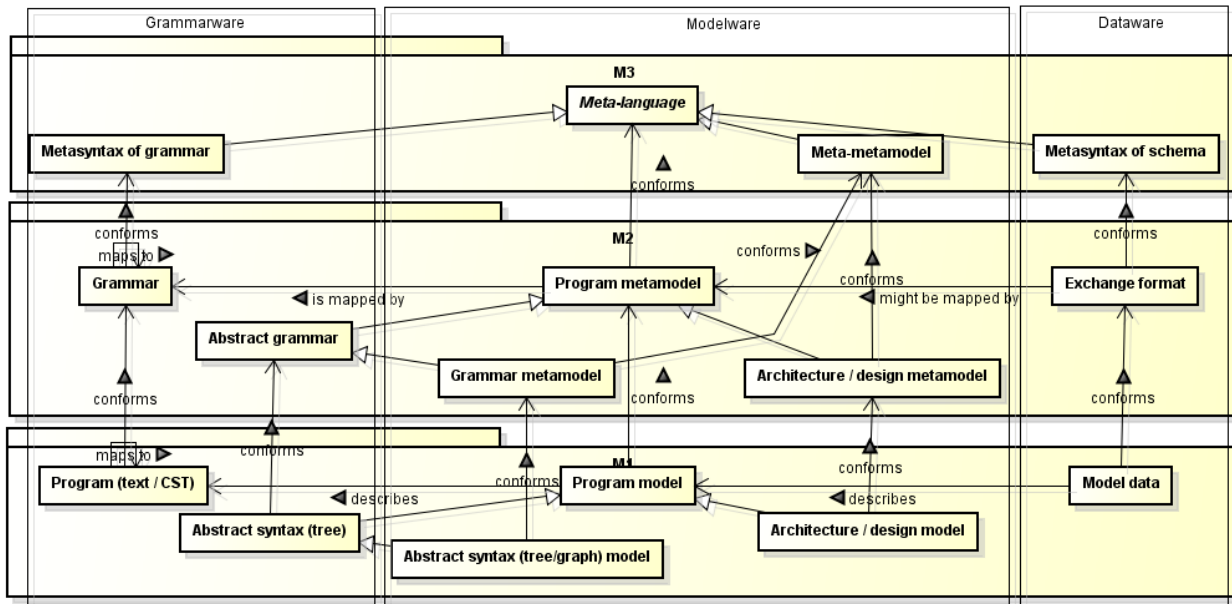 Grammarware
Modelware
Dataware
M3
Meta-language
Metasyntax of grammar
Meta-metamodel
Metasyntax of schema
conforms
conforms
conforms
M2
maps to
conforms
conforms
Grammar
Program metamodel
Exchange format
is mapped by
might be mapped by
Abstract grammar
Grammar metamodel
Architecture / design metamodel
conforms
conforms
conforms
maps to
conforms
M1
conforms
conforms
Program (text / CST)
Program model
Model data
describes
describes
Abstract syntax (tree)
Architecture / design model
Abstract syntax (tree/graph) model